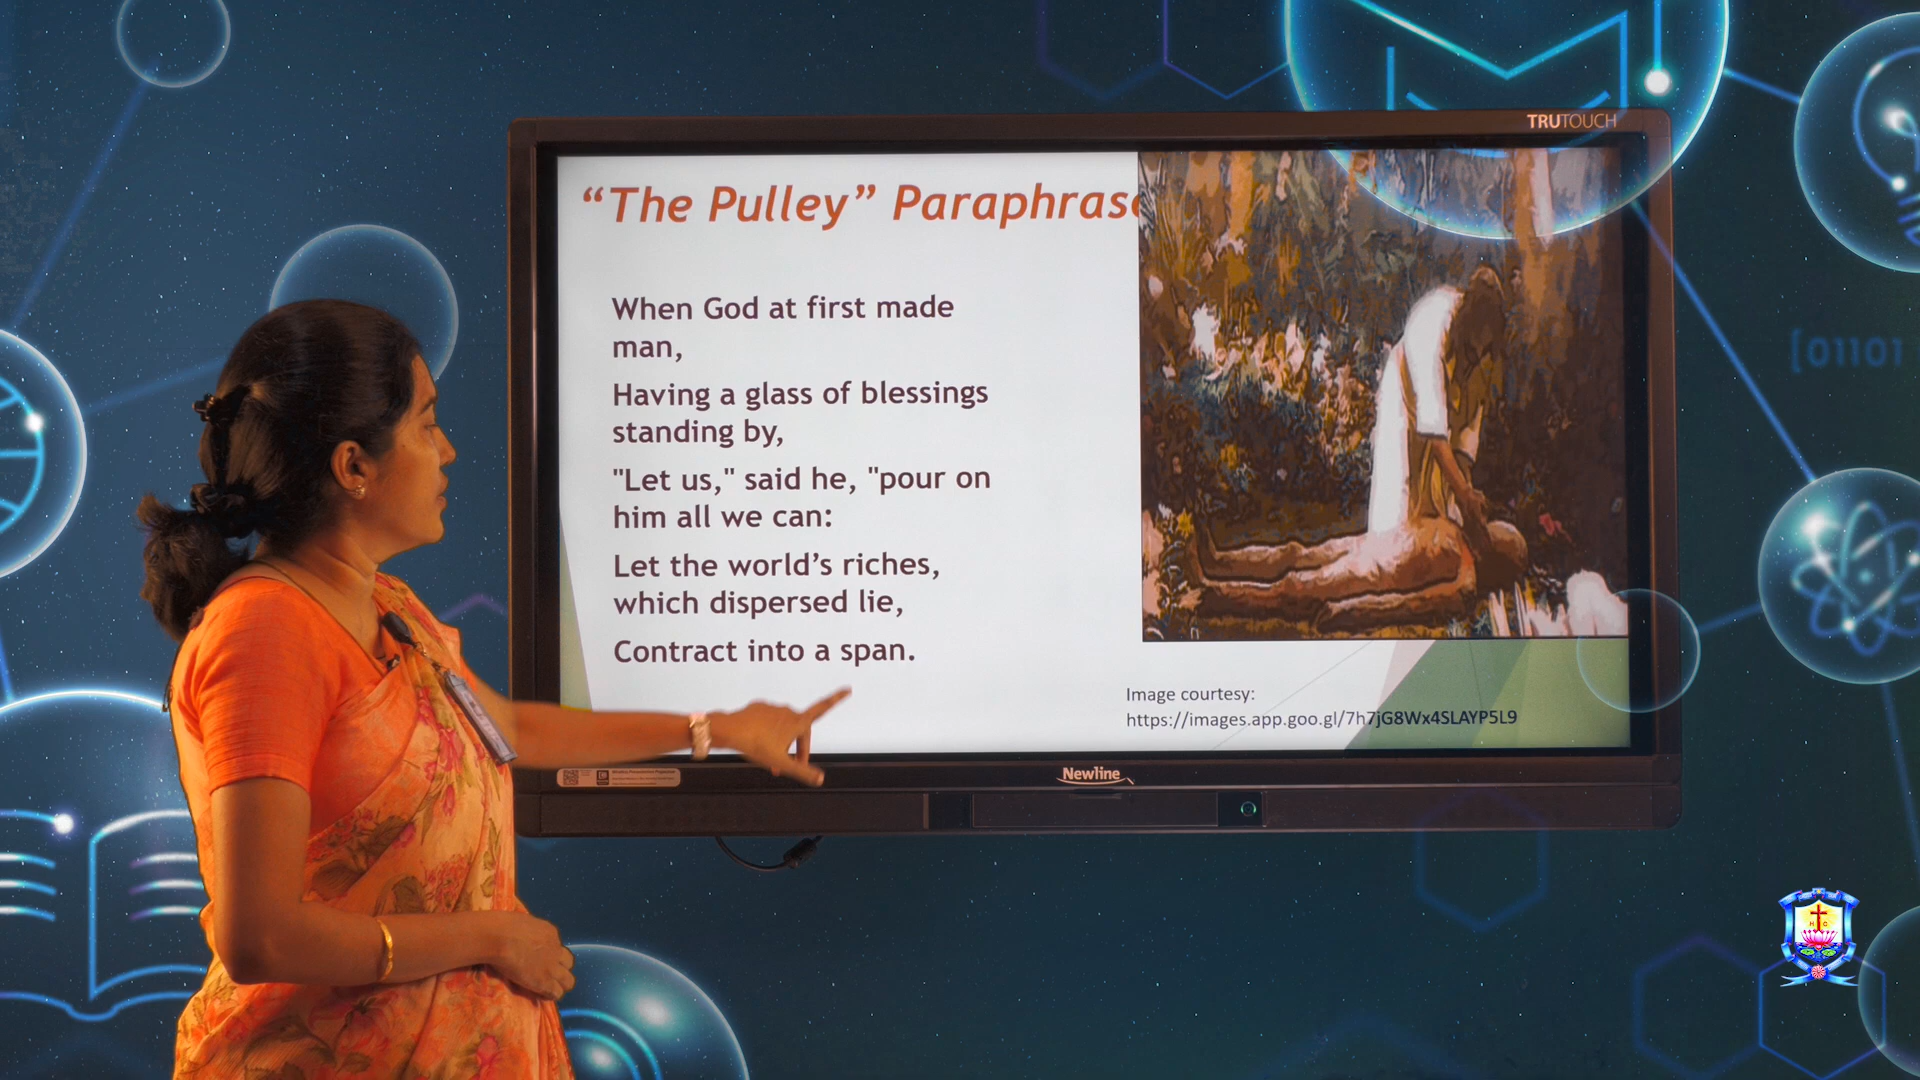 TRUTOUCH
“The Pulley” Paraphras
When God at first made
man,
Having a glass of blessings
standing by,
"Let us," said he, "pour on
him all we can:
Let the world’s riches,
which dispersed lie,
Contract into a span.
Image courtesy:
https://images.app.goo.gl/7h7jG8Wx4SLAYP5L9
Newline
[01101
H C